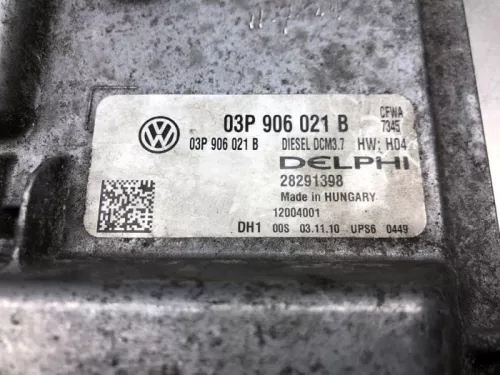 03P 906 021 B CFWA
03P 906 021 B DIESEL DCM3.7 HW: H04 7345
DELPHI
28291398
Made in HUNGARY
12004001
DH1 00S 03.11.10 UPS6 0449